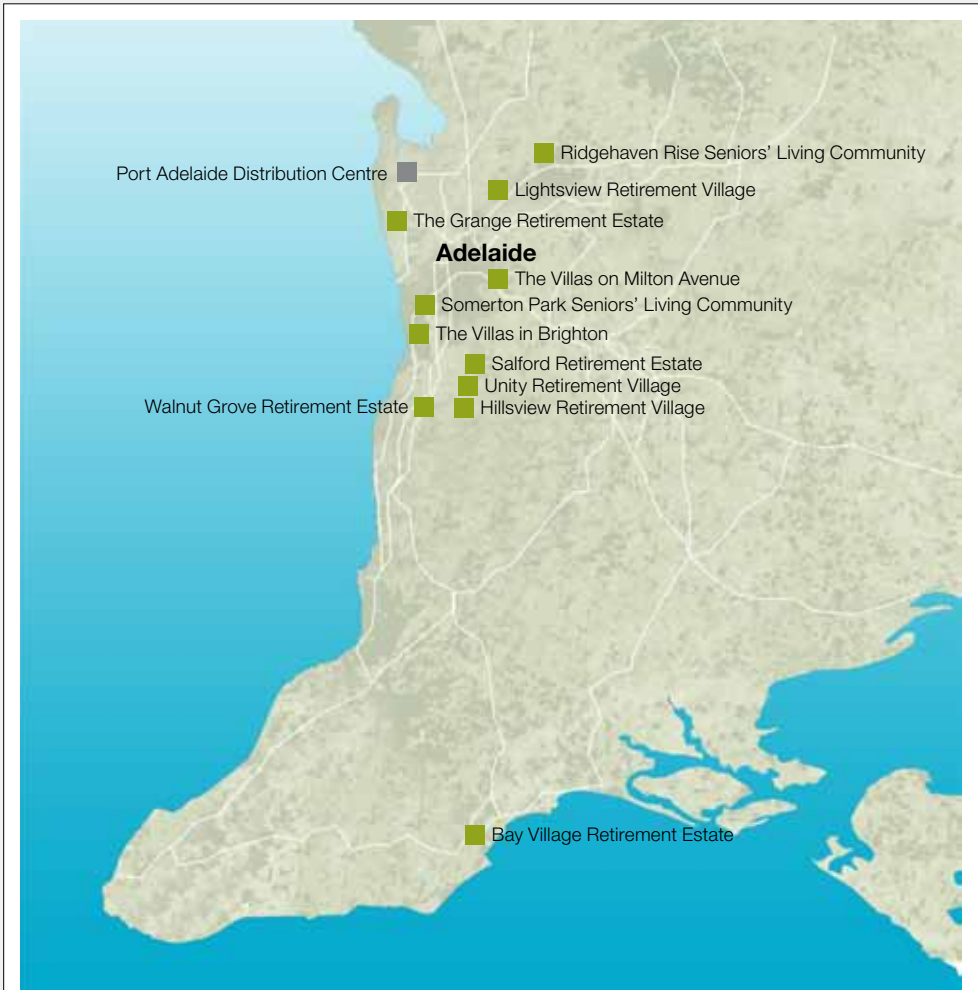 Ridgehaven Rise Seniors' Living Community
Port Adelaide Distribution Centre
Lightsview Retirement Village
The Grange Retirement Estate
Adelaide
The Villas on Milton Avenue
Somerton Park Seniors' Living Community
The Villas in Brighton
Salford Retirement Estate
Unity Retirement Village
Walnut Grove Retirement Estate
Hillsview Retirement Village
Bay Village Retirement Estate